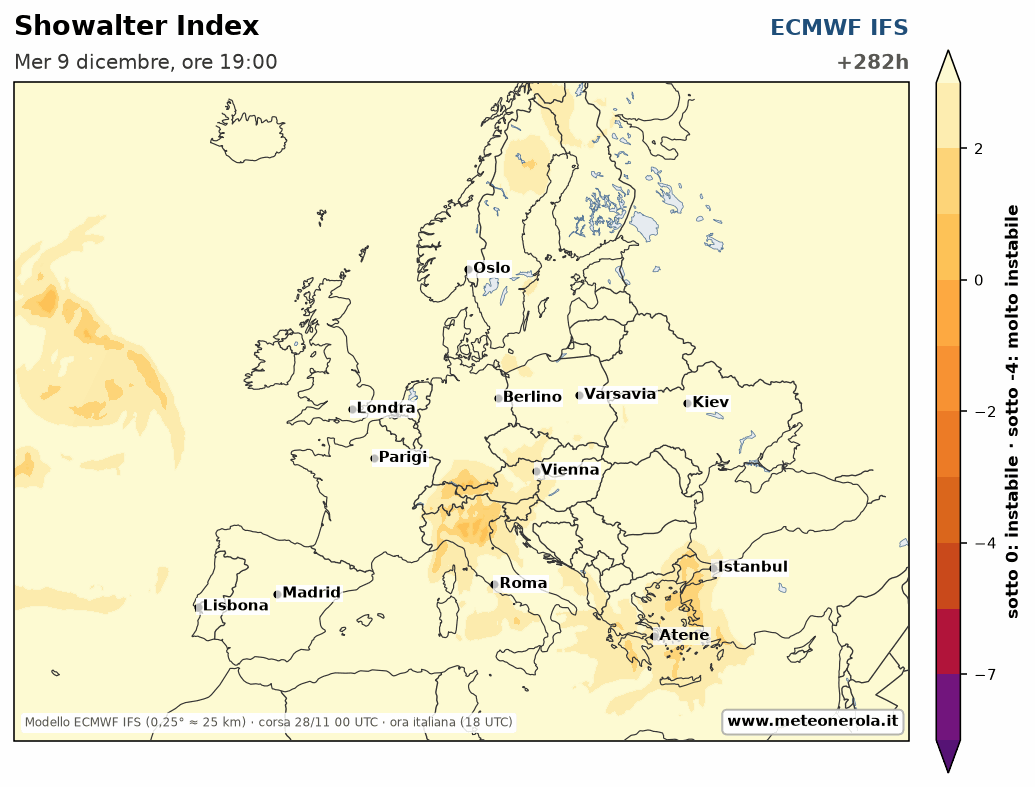 Showalter Index
ECMWF IFS
Mer 9 dicembre, ore 19:00
+282h
Oslo
Londra
Berlino
Varsavia
Kiev
Parigi
Vienna
Istanbul
Roma
Madrid
Lisbona
Atene
2
0
−2
−4
−7
sotto 0: instabile · sotto -4: molto instabile
Modello ECMWF IFS (0,25° ≈ 25 km) · corsa 28/11 00 UTC · ora italiana (18 UTC)
www.meteonerola.it